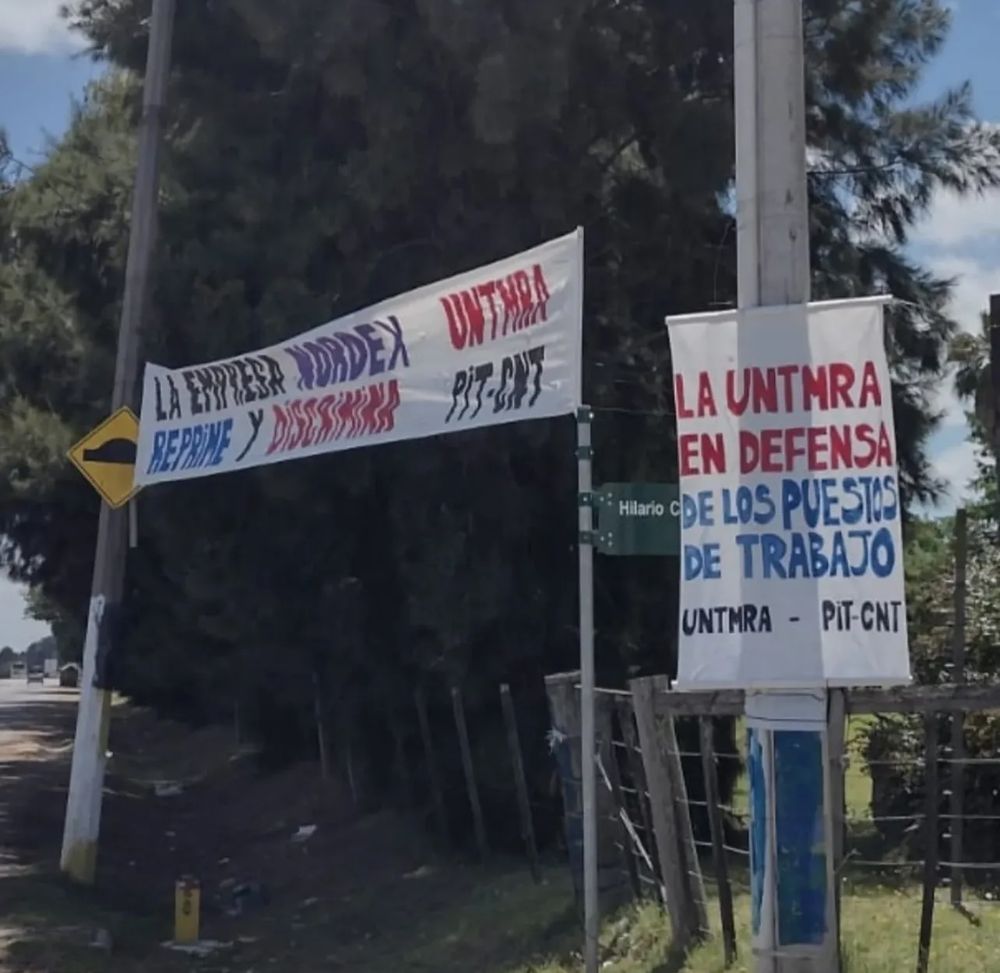 LA EMPRESA NORDEX
REPRIME Y DISCRIMINA
UNTMRA
PIT-CNT
Hilario
LA UNTMRA
EN DEFENSA
DE LOS PUESTOS
DE TRABAJO
UNTMRA - PIT-CNT